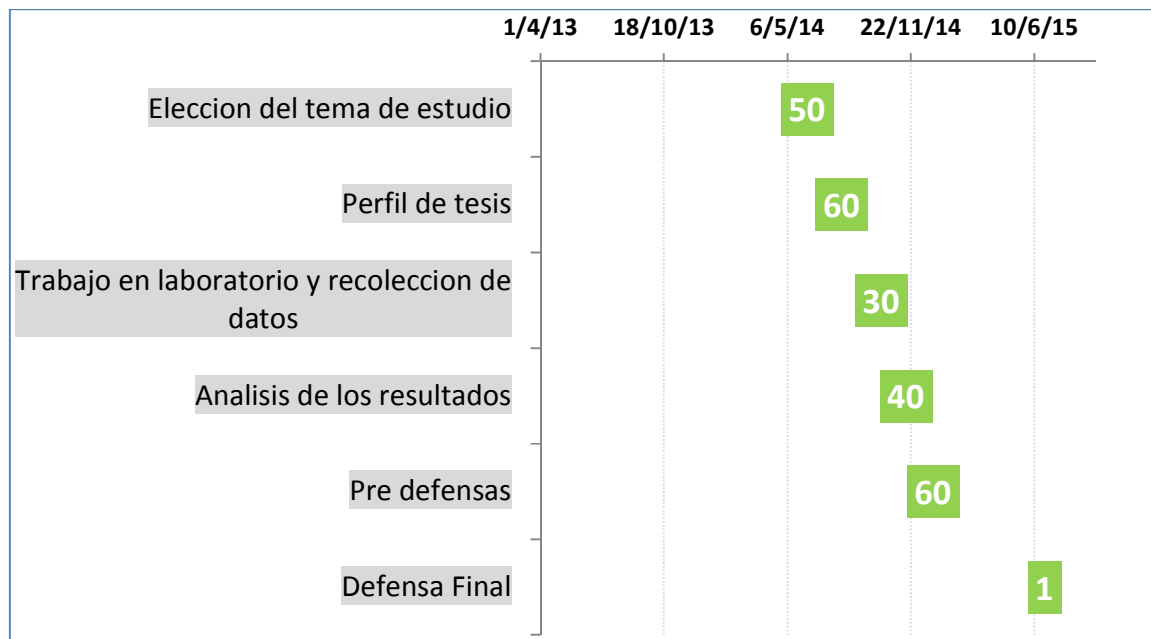 1/4/13 18/10/13 6/5/14 22/11/14 10/6/15
Eleccion del tema de estudio 50
Perfil de tesis 60
Trabajo en laboratorio y recoleccion de
datos 30
Analisis de los resultados 40
Pre defensas 60
Defensa Final 1